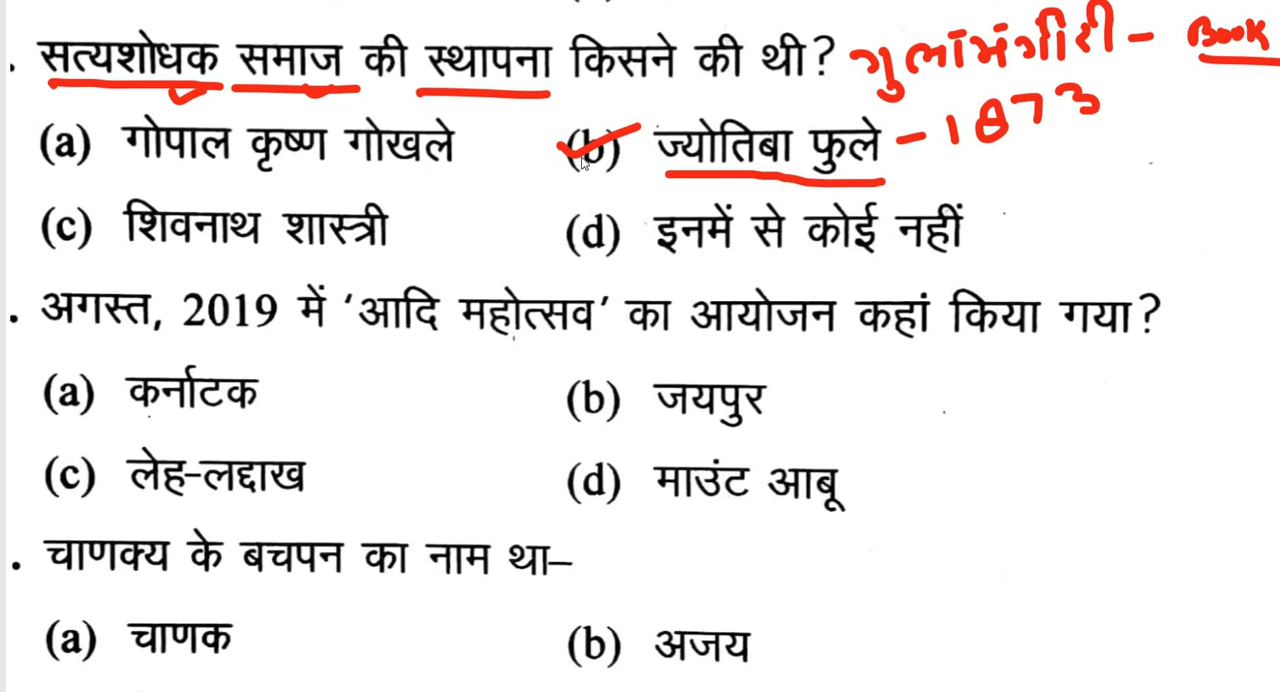 . सत्यशोधक समाज की स्थापना किसने की थी? गुलामंगीरी - Book
(a) गोपाल कृष्ण गोखले (b) ज्योतिबा फुले - 1873
(c) शिवनाथ शास्त्री (d) इनमें से कोई नहीं
. अगस्त, 2019 में ‘आदि महोत्सव’ का आयोजन कहां किया गया?
(a) कर्नाटक (b) जयपुर
(c) लेह-लद्दाख (d) माउंट आबू
. चाणक्य के बचपन का नाम था–
(a) चाणक (b) अजय